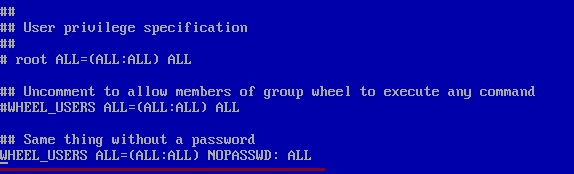 ##
## User privilege specification
##
# root ALL=(ALL:ALL) ALL
## Uncomment to allow members of group wheel to execute any command
#WHEEL_USERS ALL=(ALL:ALL) ALL
## Same thing without a password
WHEEL_USERS ALL=(ALL:ALL) NOPASSWD: ALL